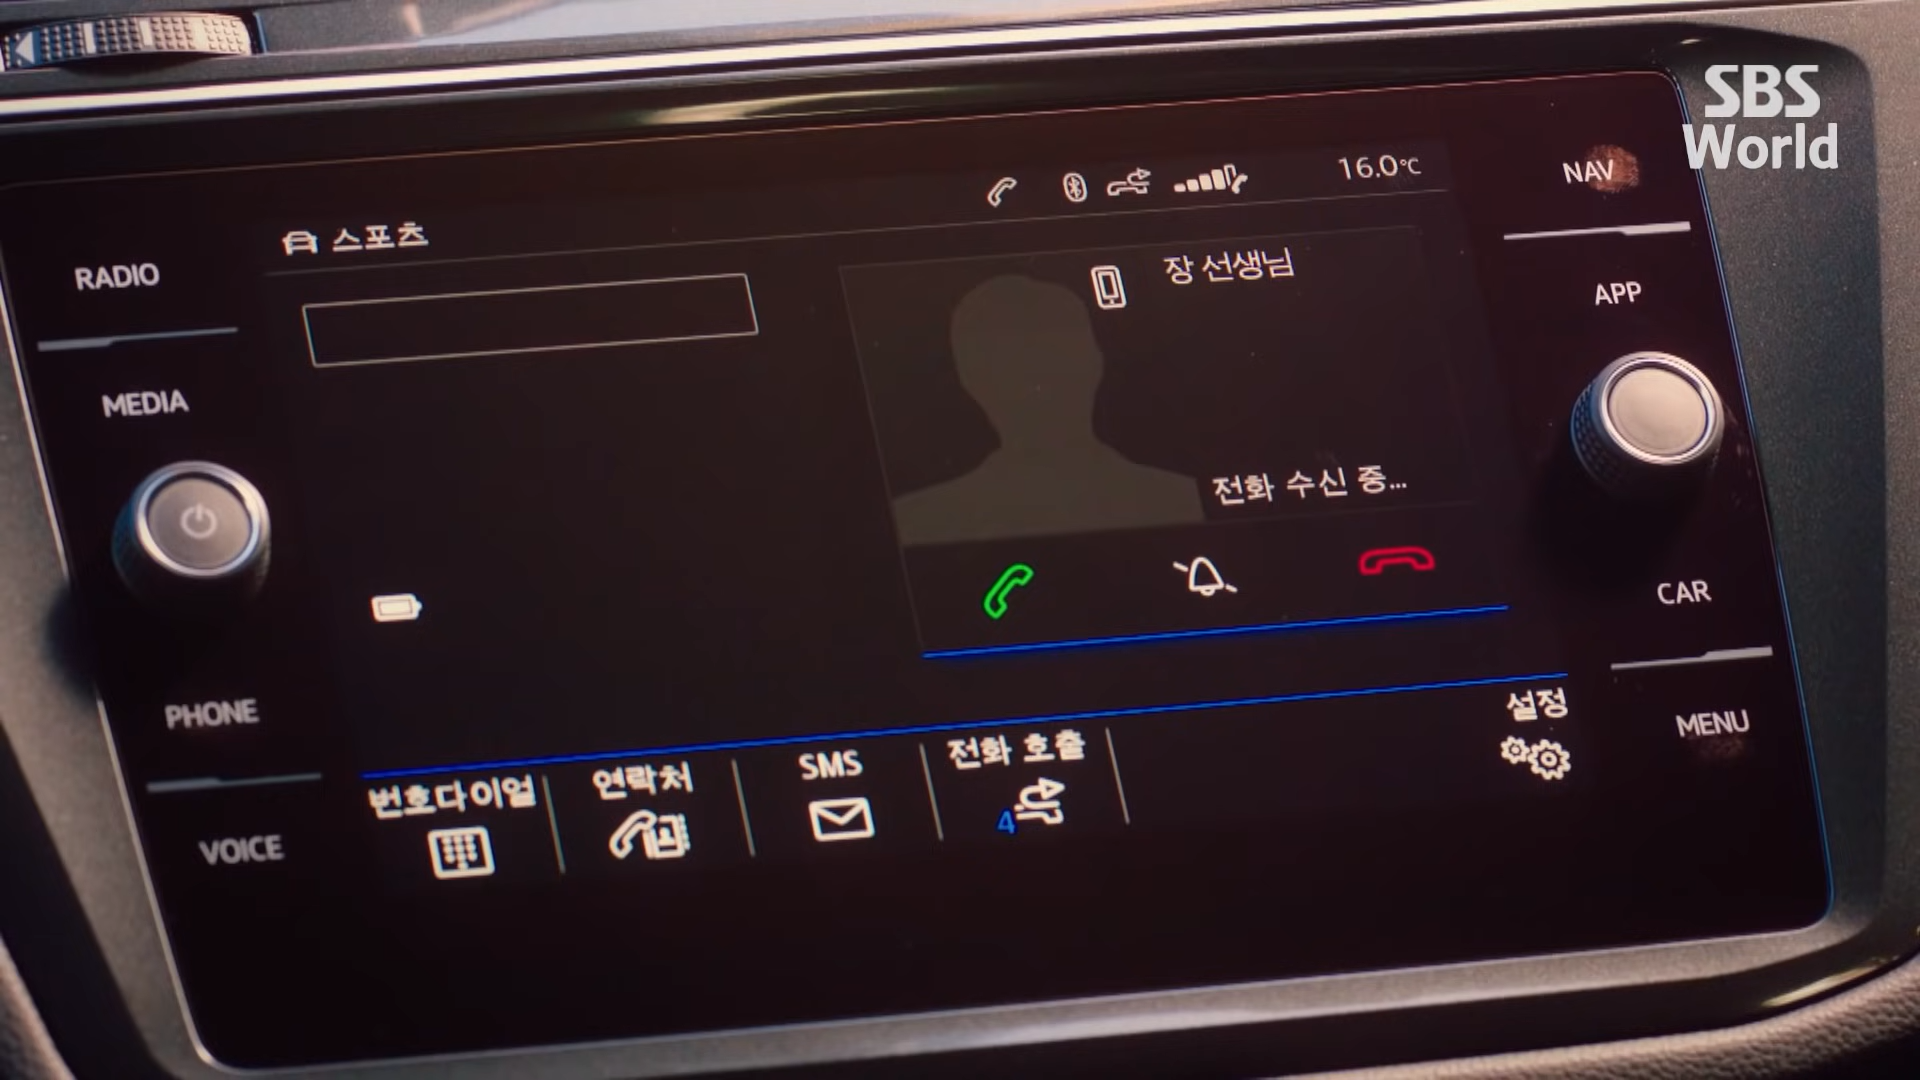 SBS
World
16.0°C
NAV
스포츠
RADIO
장 선생님
APP
MEDIA
전화 수신 중...
CAR
PHONE
설정
MENU
번호다이얼
연락처
SMS
전화 호출
4
VOICE